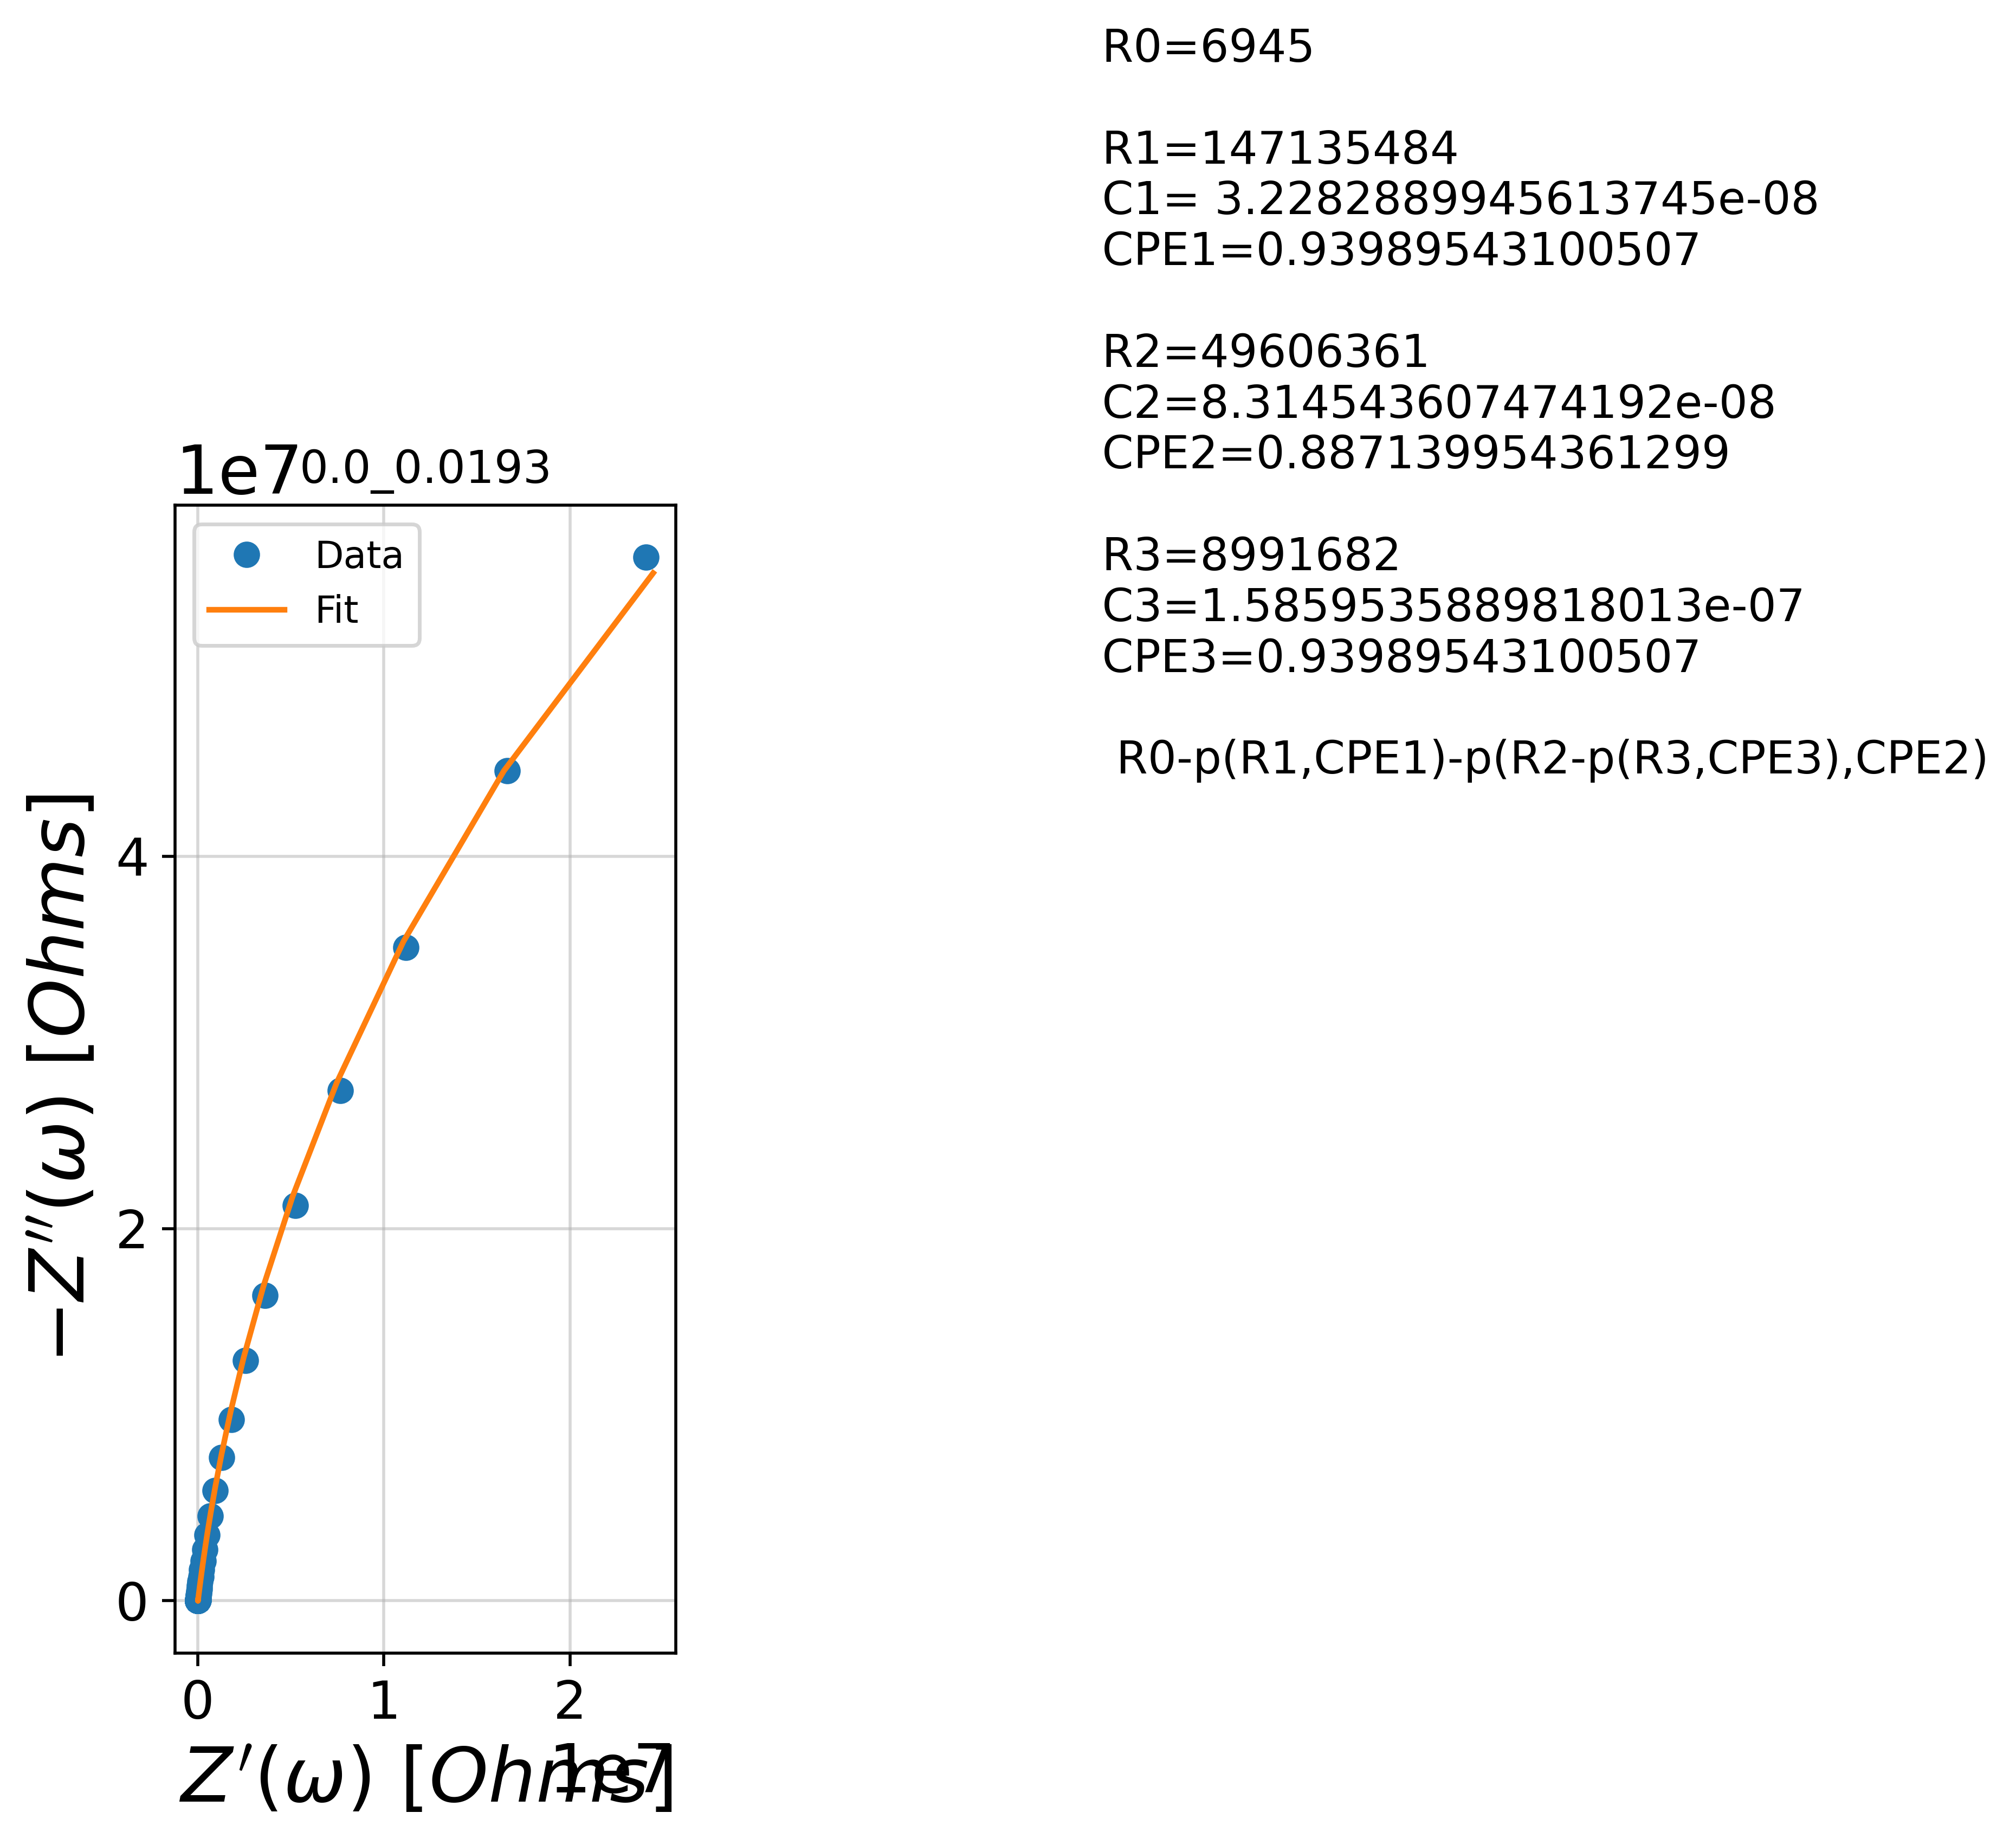 R0=6945
R1=147135484
C1= 3.2282889945613745e-08
CPE1=0.93989543100507
R2=49606361
C2=8.314543607474192e-08
CPE2=0.887139954361299
R3=8991682
C3=1.5859535889818013e-07
CPE3=0.93989543100507
R0-p(R1,CPE1)-p(R2-p(R3,CPE3),CPE2)
1e7
0.0_0.0193
Data
Fit
−Z′′(ω) [Ohms]
4
2
0
0
1
2
Z′(ω) [Ohms]
1e7